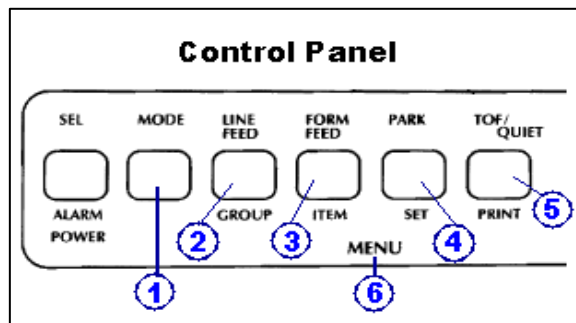 Control Panel
SEL MODE LINE FEED FORM FEED PARK TOF/ QUIET
ALARM POWER GROUP ITEM SET PRINT
MENU
1 2 3 4 5 6